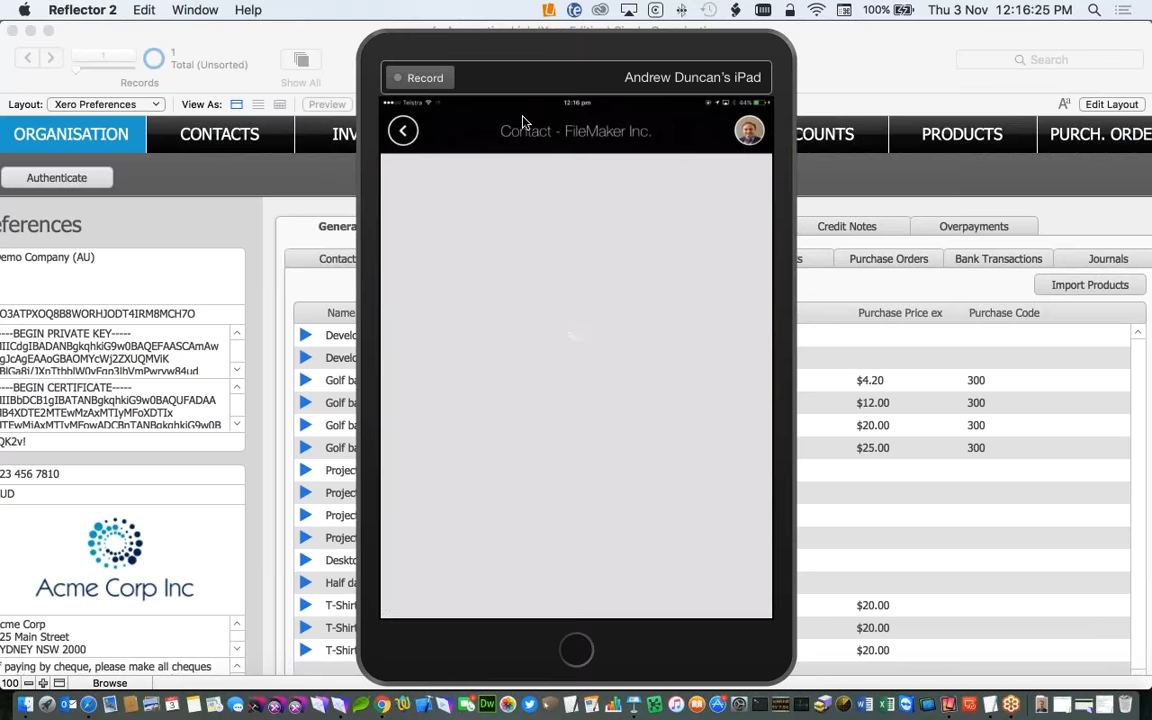 Reflector 2 Edit Window Help
100% Thu 3 Nov 12:16:25 PM
1
1
Total (Unsorted)
Records
Show All
Search
Layout: Xero Preferences View As: Preview
Edit Layout
Record
Andrew Duncan's iPad
Telstra 12:16 pm 44%
Contact - FileMaker Inc.
ORGANISATION CONTACTS INV COUNTS PRODUCTS PURCH. ORDE
Authenticate
eferences
Genera Credit Notes Overpayments
emo Company (AU)
Contact s Purchase Orders Bank Transactions Journals
Import Products
O3ATPXOQ8B8WORHJODT4IRM8MCH7O
Name Purchase Price ex Purchase Code
----BEGIN PRIVATE KEY-----
Develo
Develo
----BEGIN CERTIFICATE-----
Golf ba $4.20 300
Golf ba $12.00 300
Golf ba $20.00 300
Golf ba $25.00 300
QK2v!
Project
23 456 7810
Project
UD
Project
Project
Deskto
Half da
T-Shirt $20.00
T-Shirt $20.00
T-Shirt $20.00
Acme Corp Inc
cme Corp
25 Main Street
YDNEY NSW 2000
f paying by cheque, please make all cheques
100 Browse